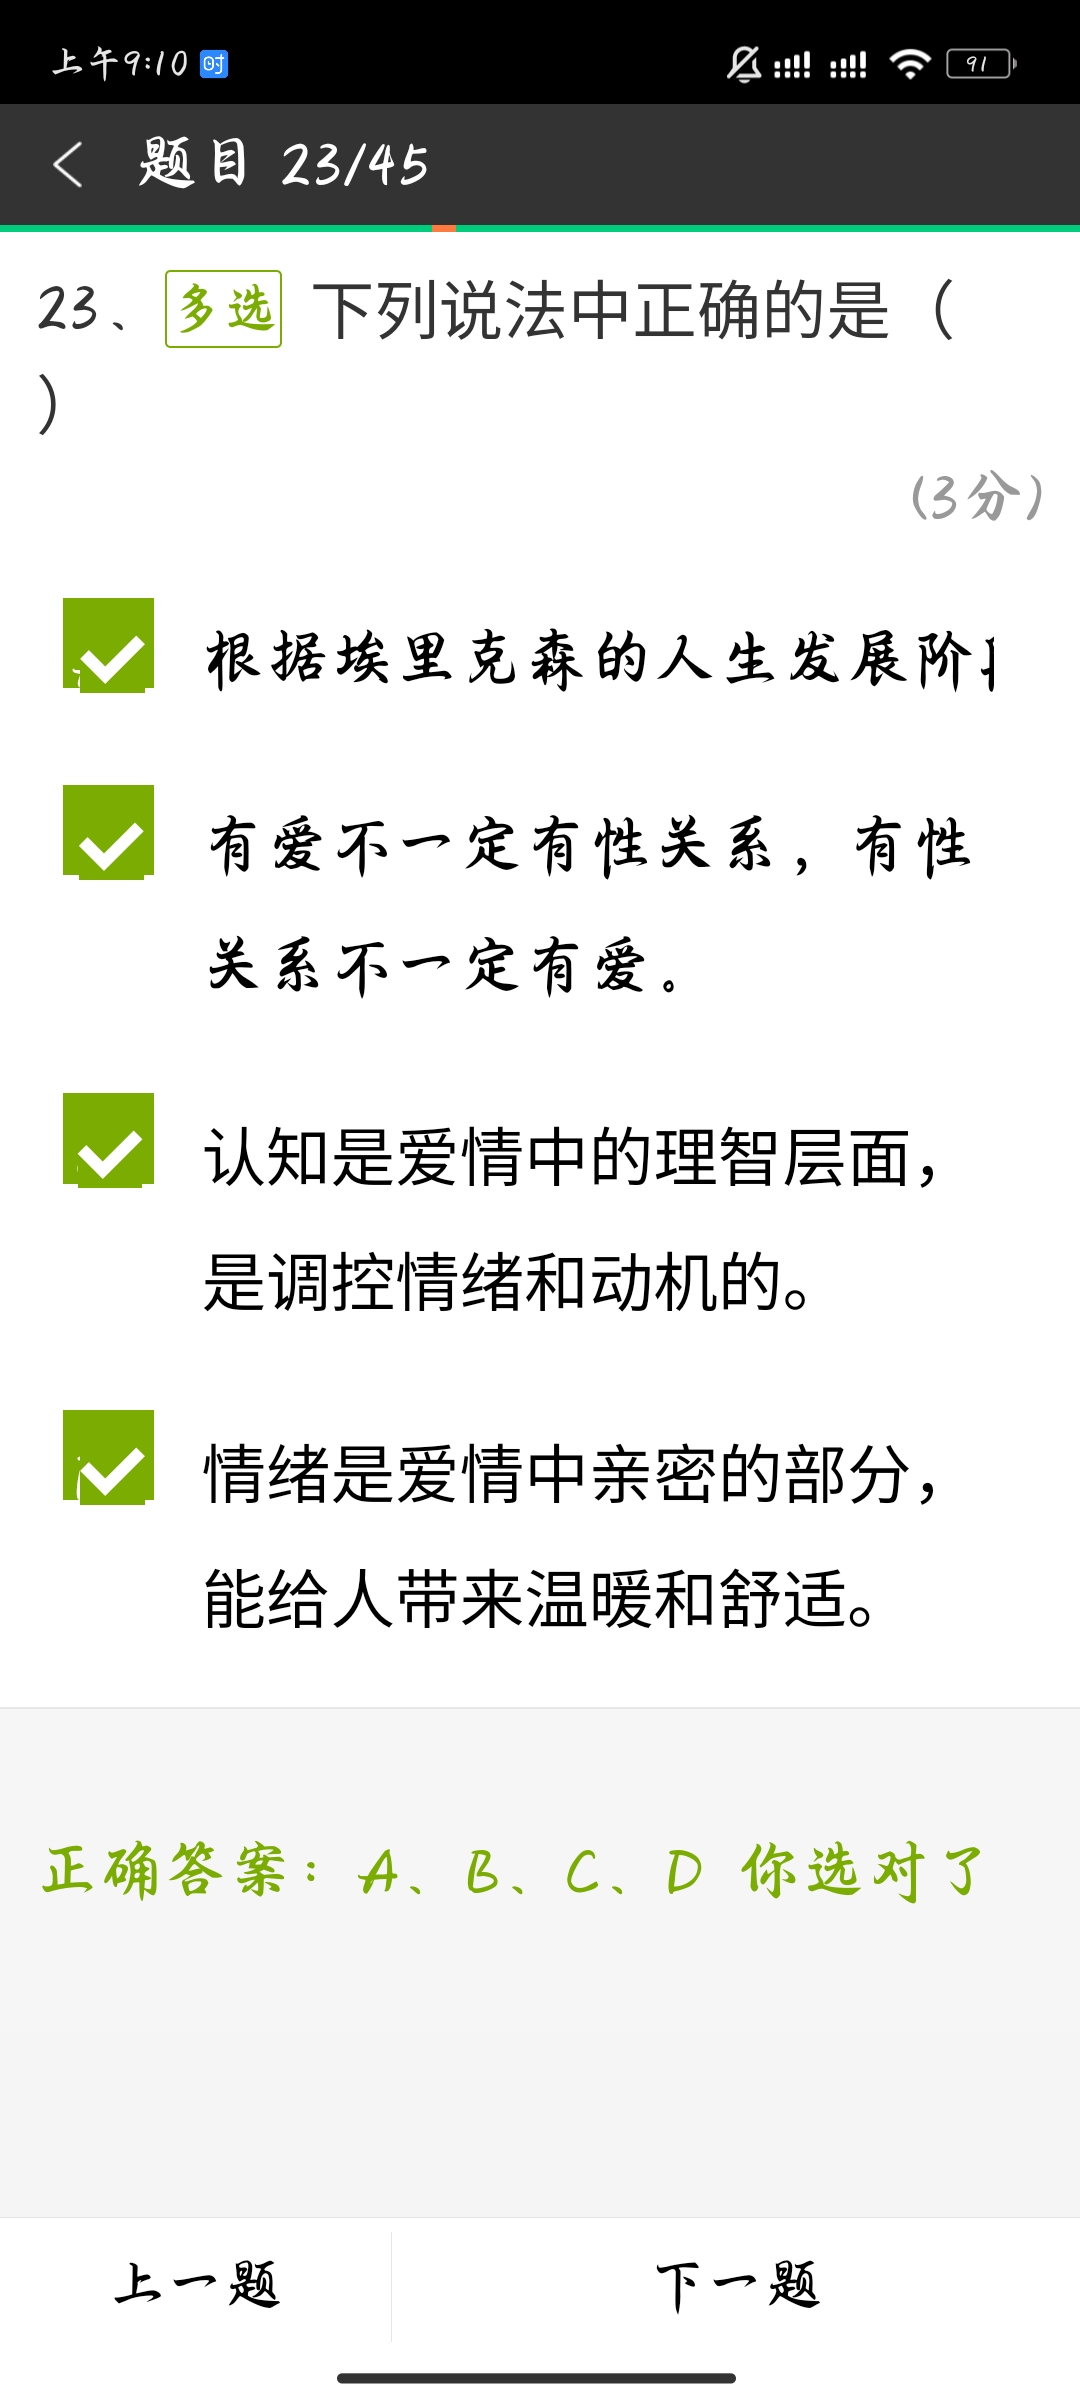 上午9:10 时 91
题目 23/45
23、 多选 下列说法中正确的是（
）
(3分)
根据埃里克森的人生发展阶
有爱不一定有性关系，有性
关系不一定有爱。
认知是爱情中的理智层面，
是调控情绪和动机的。
情绪是爱情中亲密的部分，
能给人带来温暖和舒适。
正确答案：A、B、C、D 你选对了
上一题 下一题